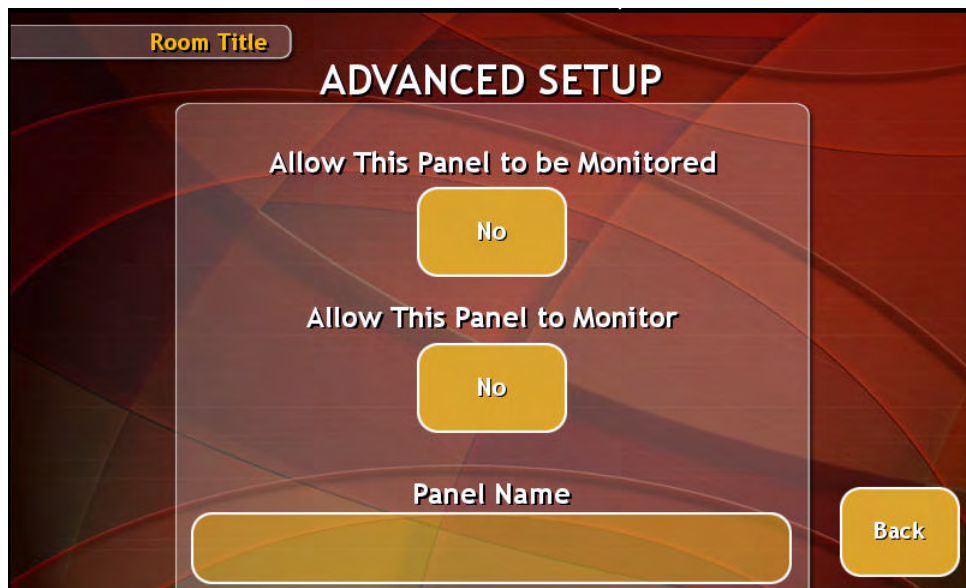 Room Title
ADVANCED SETUP
Allow This Panel to be Monitored
No
Allow This Panel to Monitor
No
Panel Name
Back